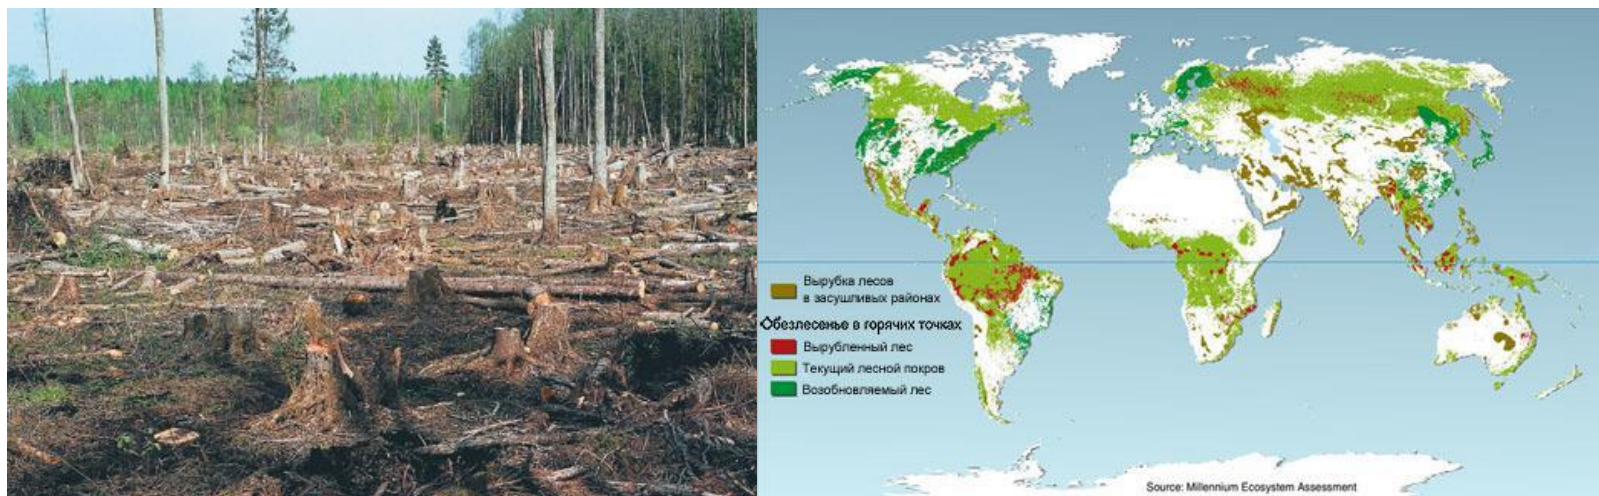 Вырубка лесов
в засушливых районах
Обезлесенье в горячих точках
Вырубленный лес
Текущий лесной покров
Возобновляемый лес
Source: Millennium Ecosystem Assessment